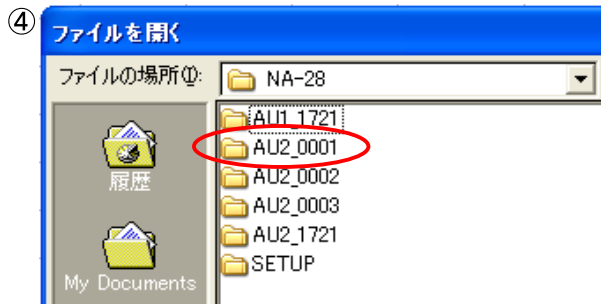 ④
ファイルを開く
ファイルの場所(I):
NA-28
AU1_1721
AU2_0001
AU2_0002
AU2_0003
AU2_1721
SETUP
履歴
My Documents